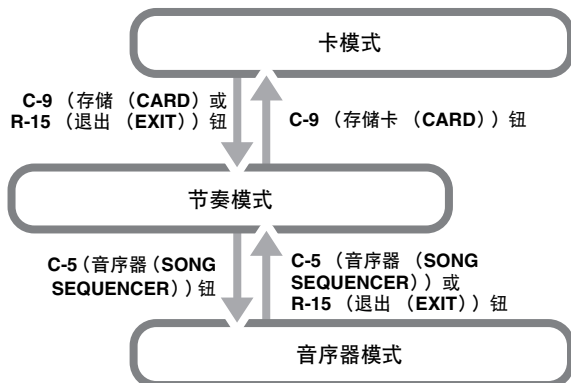 卡模式
C-9 （存储 （CARD）或
R-15 （退出 （EXIT））钮
C-9 （存储卡 （CARD））钮
节奏模式
C-5（音序器（SONG
SEQUENCER））钮
C-5 （音序器 （SONG
SEQUENCER））或
R-15 （退出 （EXIT））钮
音序器模式